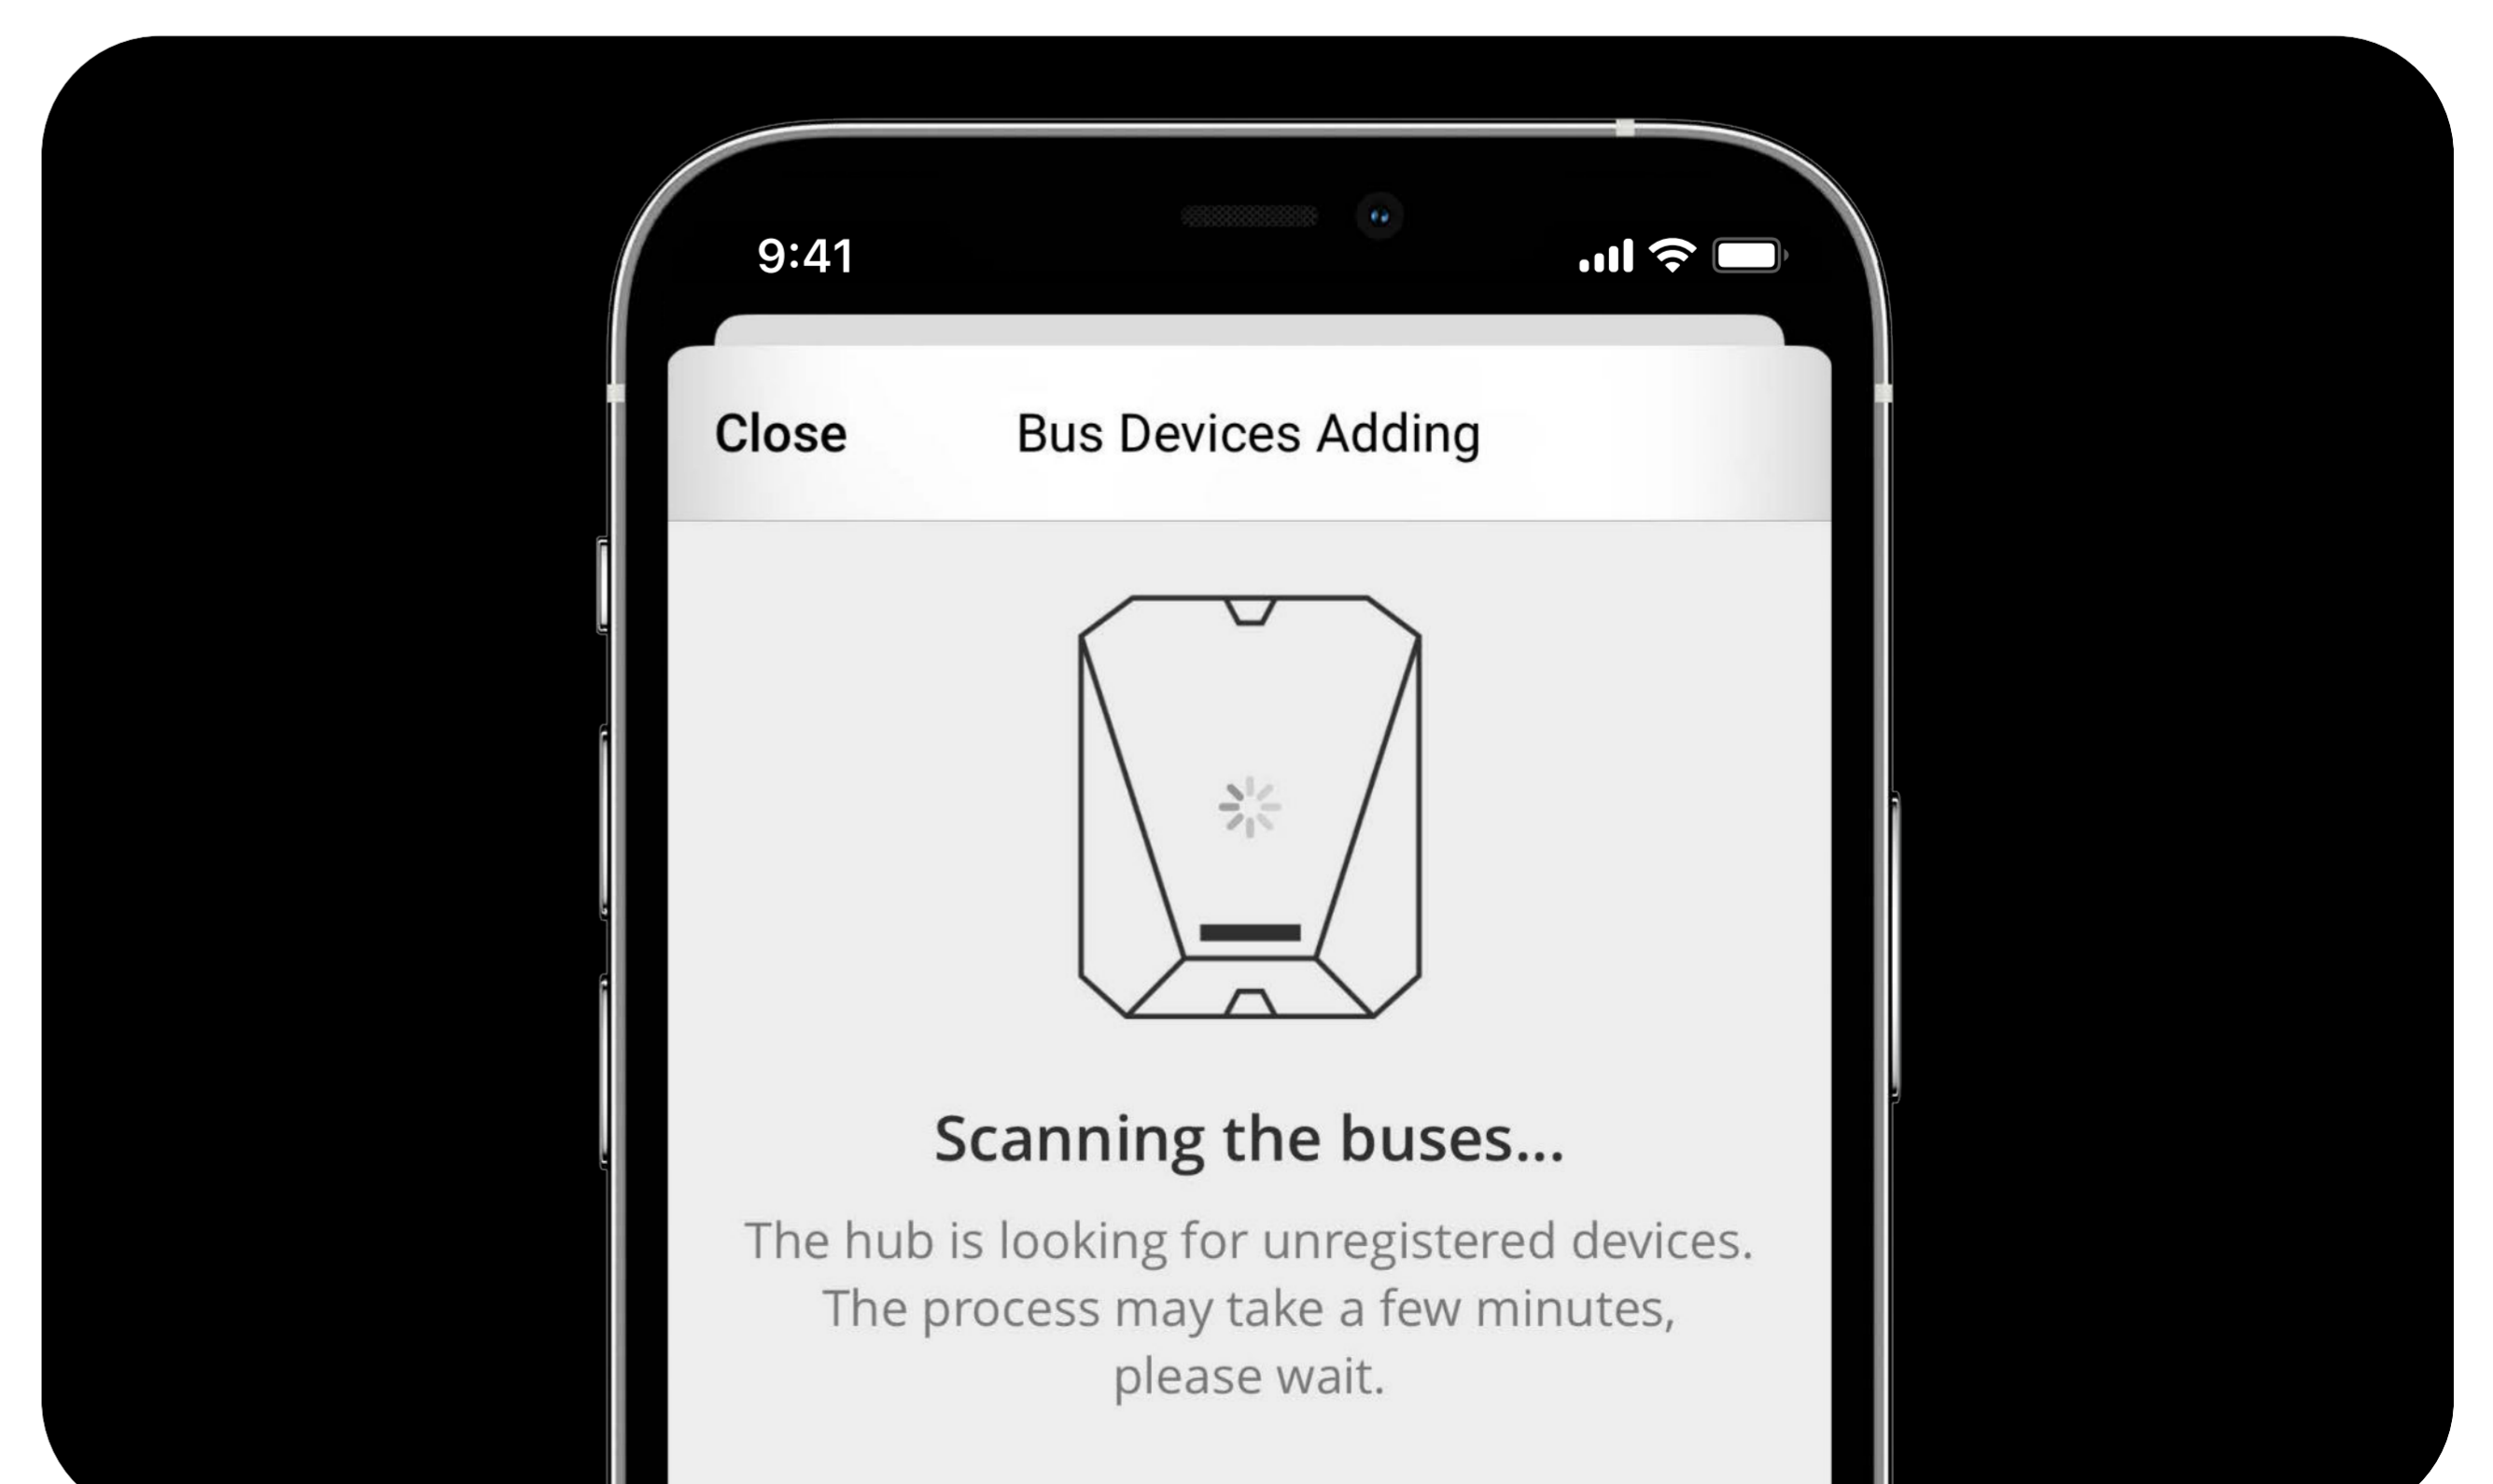 9:41
Close
Bus Devices Adding
Scanning the buses...
The hub is looking for unregistered devices.
The process may take a few minutes,
please wait.